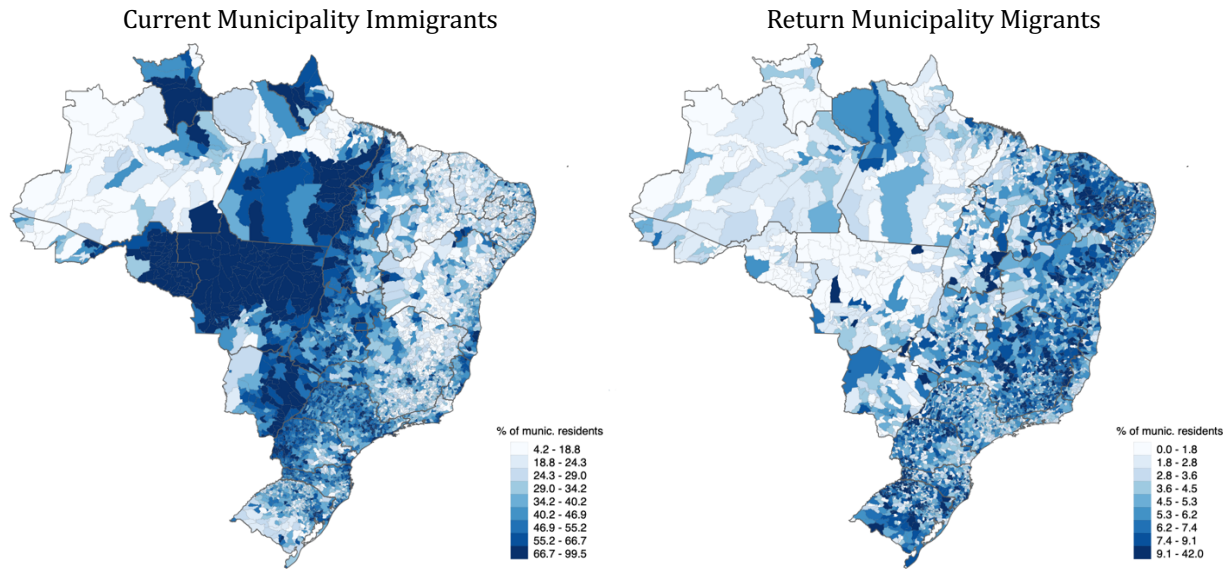 Current Municipality Immigrants
Return Municipality Migrants
% of munic. residents
4.2 - 18.8
18.8 - 24.3
24.3 - 29.0
29.0 - 34.2
34.2 - 40.2
40.2 - 46.9
46.9 - 55.2
55.2 - 66.7
66.7 - 99.5
% of munic. residents
0.0 - 1.8
1.8 - 2.8
2.8 - 3.6
3.6 - 4.5
4.5 - 5.3
5.3 - 6.2
6.2 - 7.4
7.4 - 9.1
9.1 - 42.0